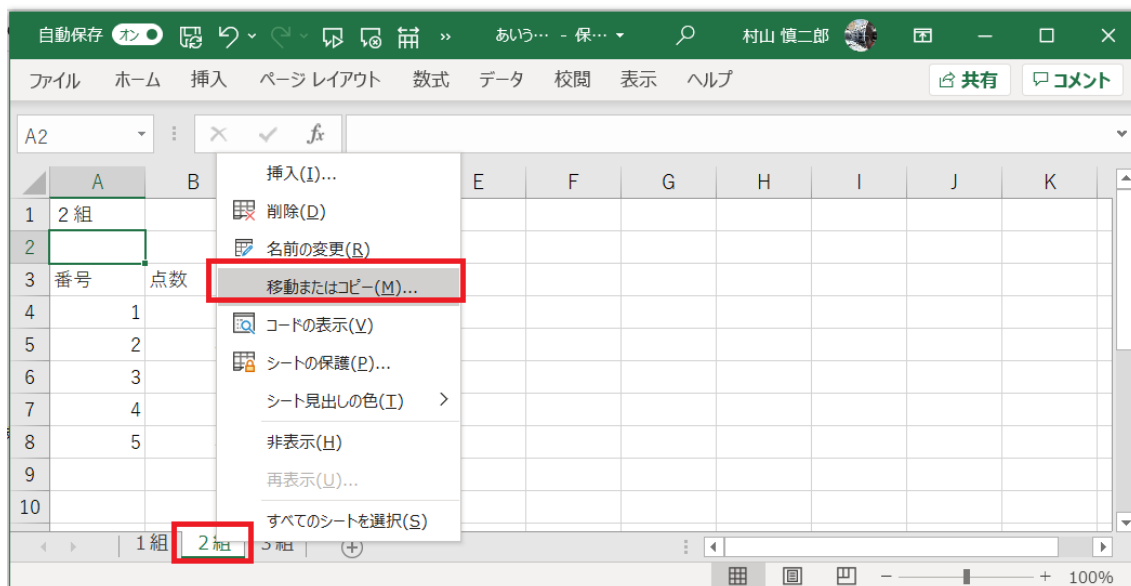 自動保存 オン あいう… - 保… 村山 慎二郎
ファイル ホーム 挿入 ページ レイアウト 数式 データ 校閲 表示 ヘルプ 共有 コメント
A2 fx
A B E F G H I J K
1 2組
2
3 番号 点数
4 1
5 2
6 3
7 4
8 5
9
10
挿入(I)...
削除(D)
名前の変更(R)
移動またはコピー(M)...
コードの表示(V)
シートの保護(P)...
シート見出しの色(T)
非表示(H)
再表示(U)...
すべてのシートを選択(S)
1組 2組 3組
100%